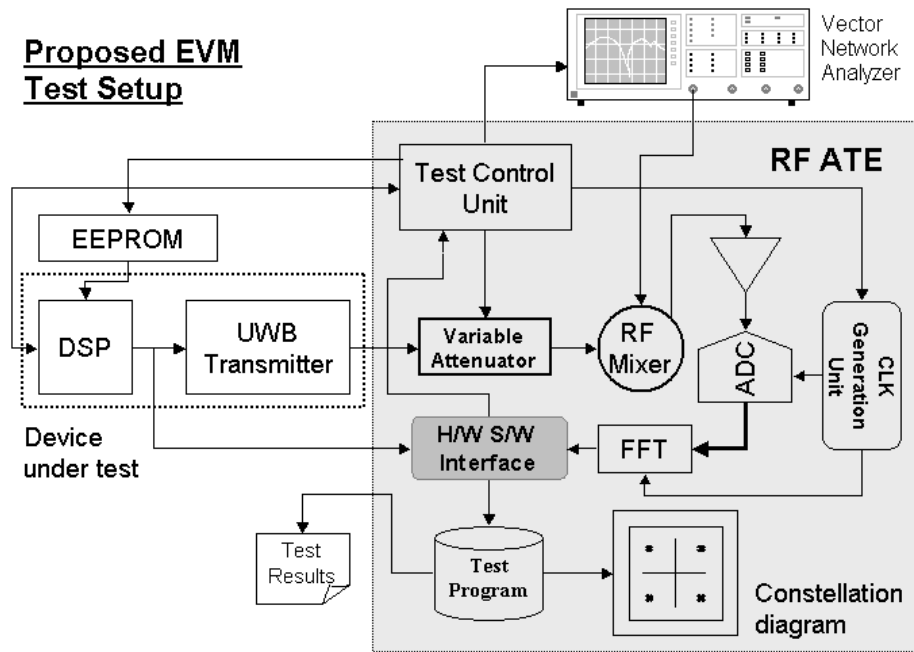 Proposed EVM
Test Setup
Vector
Network
Analyzer
RF ATE
Test Control
Unit
EEPROM
DSP
UWB
Transmitter
Variable
Attenuator
RF
Mixer
ADC
CLK
Generation
Unit
Device
under test
H/W S/W
Interface
FFT
Test
Results
Test
Program
Constellation
diagram